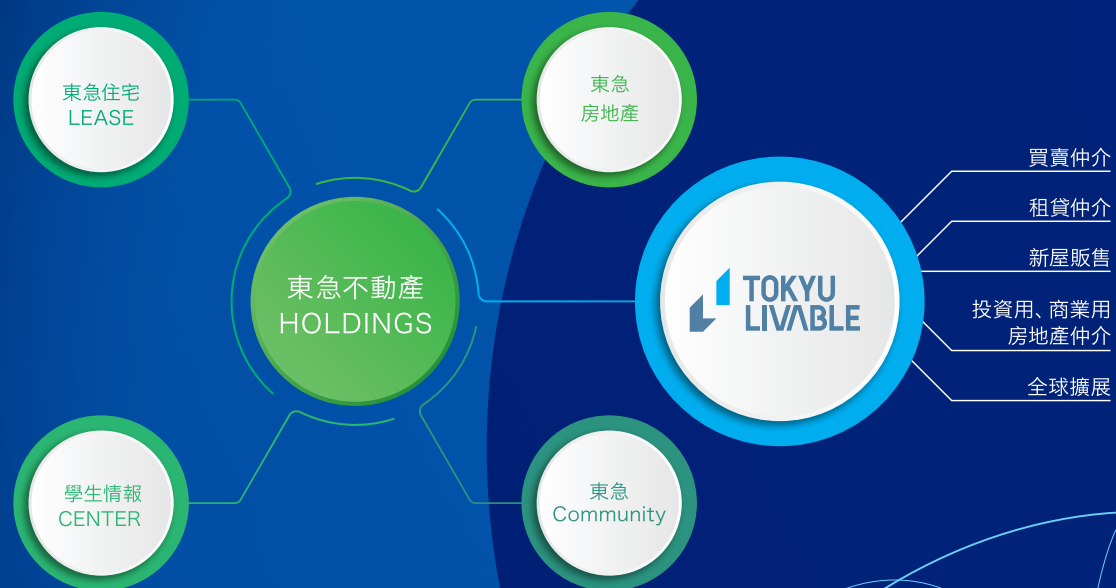 東急住宅
LEASE
東急
房地產
東急不動產
HOLDINGS
TOKYU
LIVABLE
買賣仲介
租貸仲介
新屋販售
投資用、商業用
房地產仲介
全球擴展
學生情報
CENTER
東急
Community